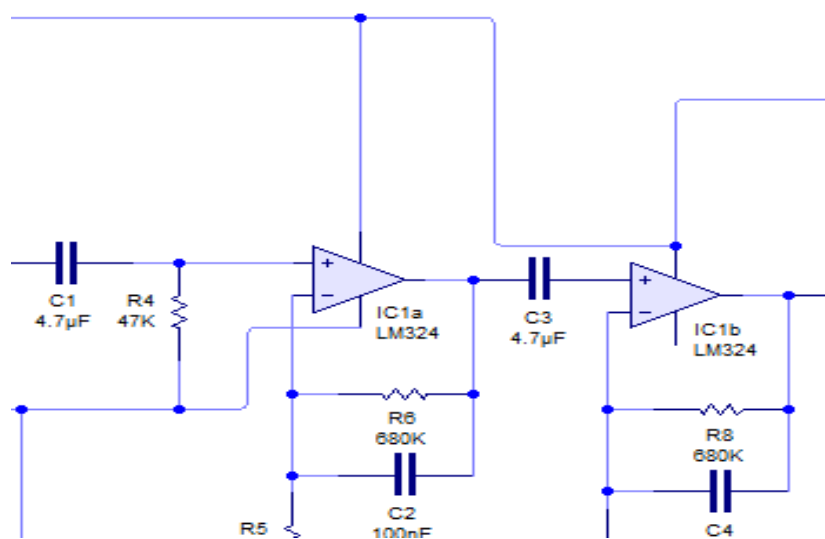 +
−
C1
4.7µF
R4
47K
IC1a
LM324
C3
4.7µF
+
−
IC1b
LM324
R6
680K
C2
100nF
R5
R8
680K
C4